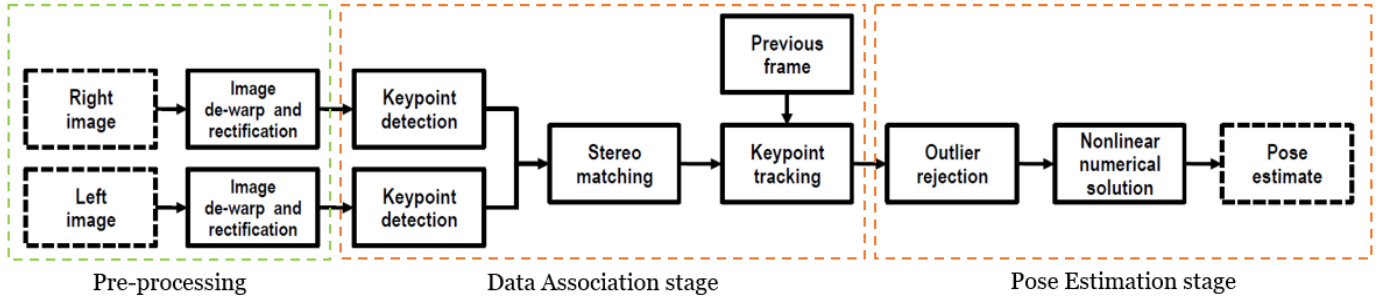 Previous
frame
Right
image
Image
de-warp and
rectification
Keypoint
detection
Stereo
matching
Keypoint
tracking
Outlier
rejection
Nonlinear
numerical
solution
Pose
estimate
Left
image
Image
de-warp and
rectification
Keypoint
detection
Pre-processing
Data Association stage
Pose Estimation stage